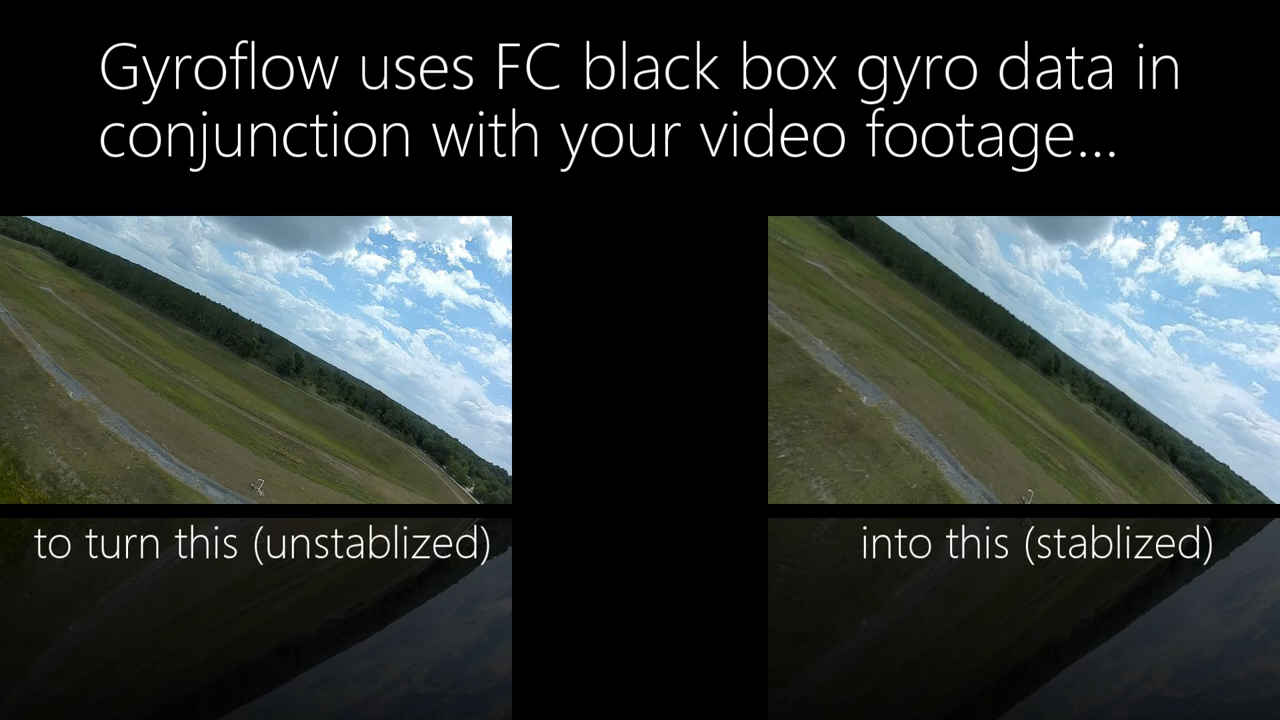 Gyroflow uses FC black box gyro data in
conjunction with your video footage...
to turn this (unstablized)
into this (stablized)